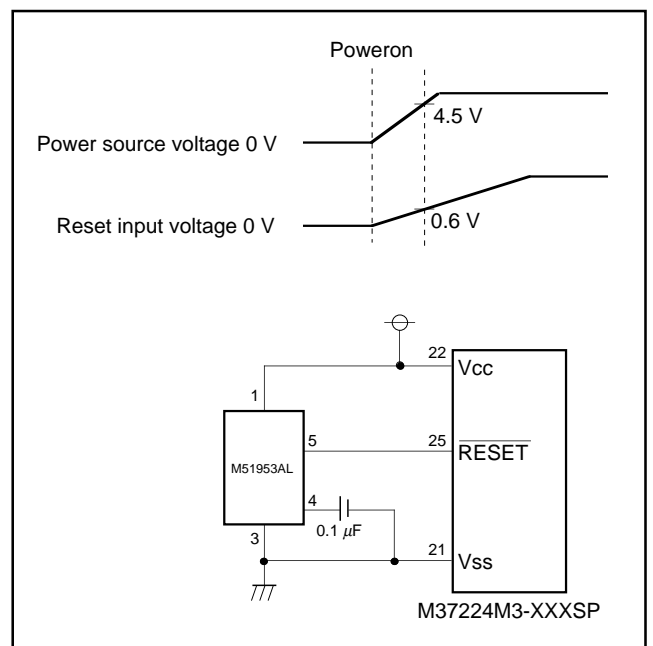 Poweron
4.5 V
Power source voltage 0 V
0.6 V
Reset input voltage 0 V
22
Vcc
1
5
25
RESET
M51953AL
4
0.1 μF
3
21
Vss
M37224M3-XXXSP